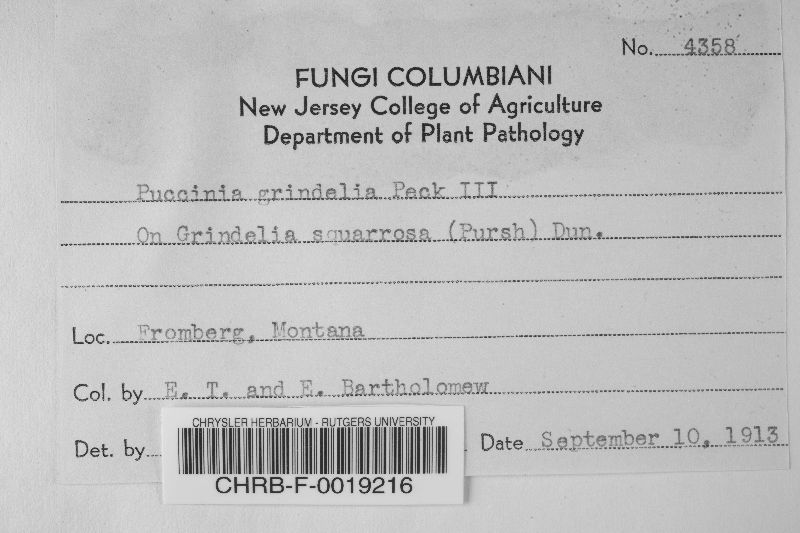 No. 4358
FUNGI COLUMBIANI
New Jersey College of Agriculture
Department of Plant Pathology
Puccinia grindelia Peck III
On Grindelia squarrosa (Pursh) Dun.
Loc. Fromberg, Montana
Col. by E. T. and E. Bartholomew
Det. by
Date September 10, 1913
CHRYSLER HERBARIUM - RUTGERS UNIVERSITY
CHRB-F-0019216